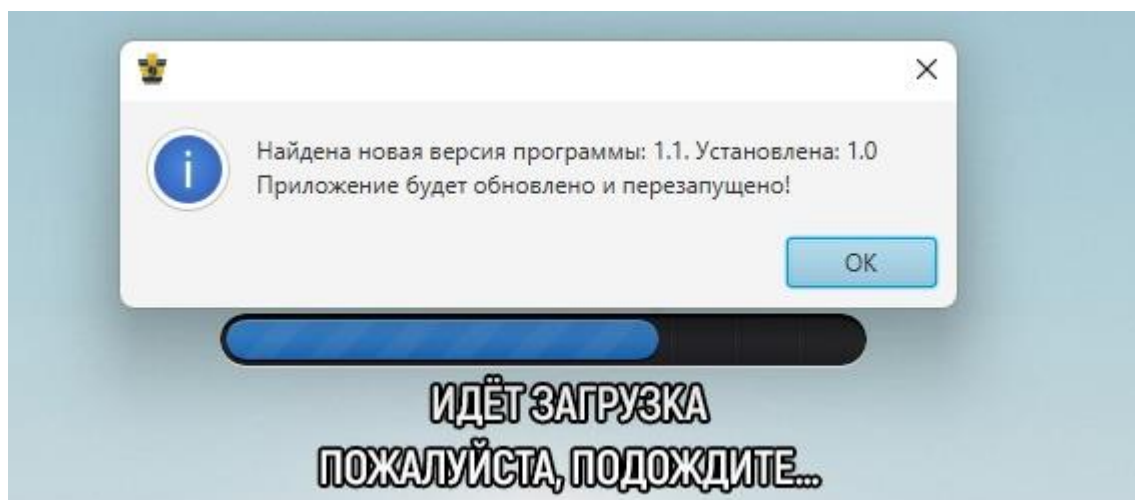 Найдена новая версия программы: 1.1. Установлена: 1.0
Приложение будет обновлено и перезапущено!
OK
ИДЁТ ЗАГРУЗКА
ПОЖАЛУЙСТА, ПОДОЖДИТЕ...